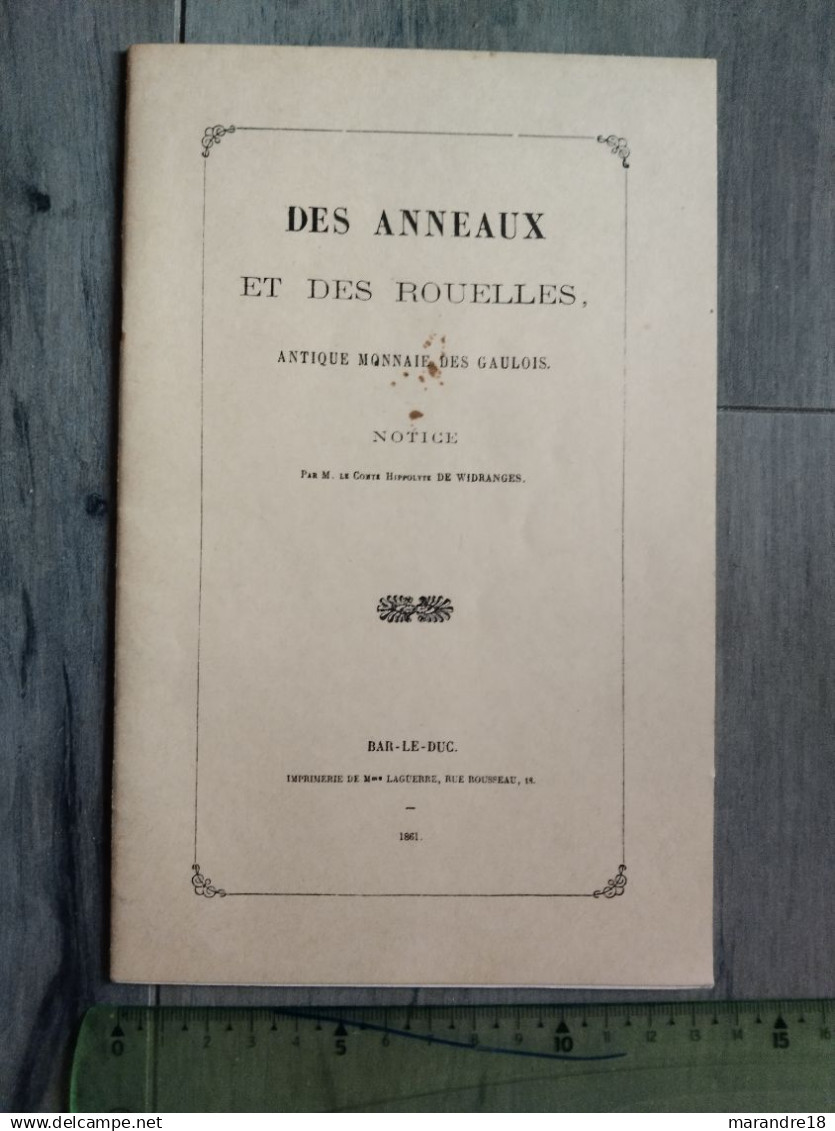 DES ANNEAUX
ET DES ROUELLES,
ANTIQUE MONNAIE DES GAULOIS.
NOTICE
PAR M. LE COMTE HIPPOLYTE DE WIDRANGES.
BAR-LE-DUC.
IMPRIMERIE DE Mme LAGUERRE, RUE ROUSSEAU, 18.
1861.
0 2 3 4 5 6 7 8 9 10 11 12 13 14 15 16
www.delcampe.net
marandre18